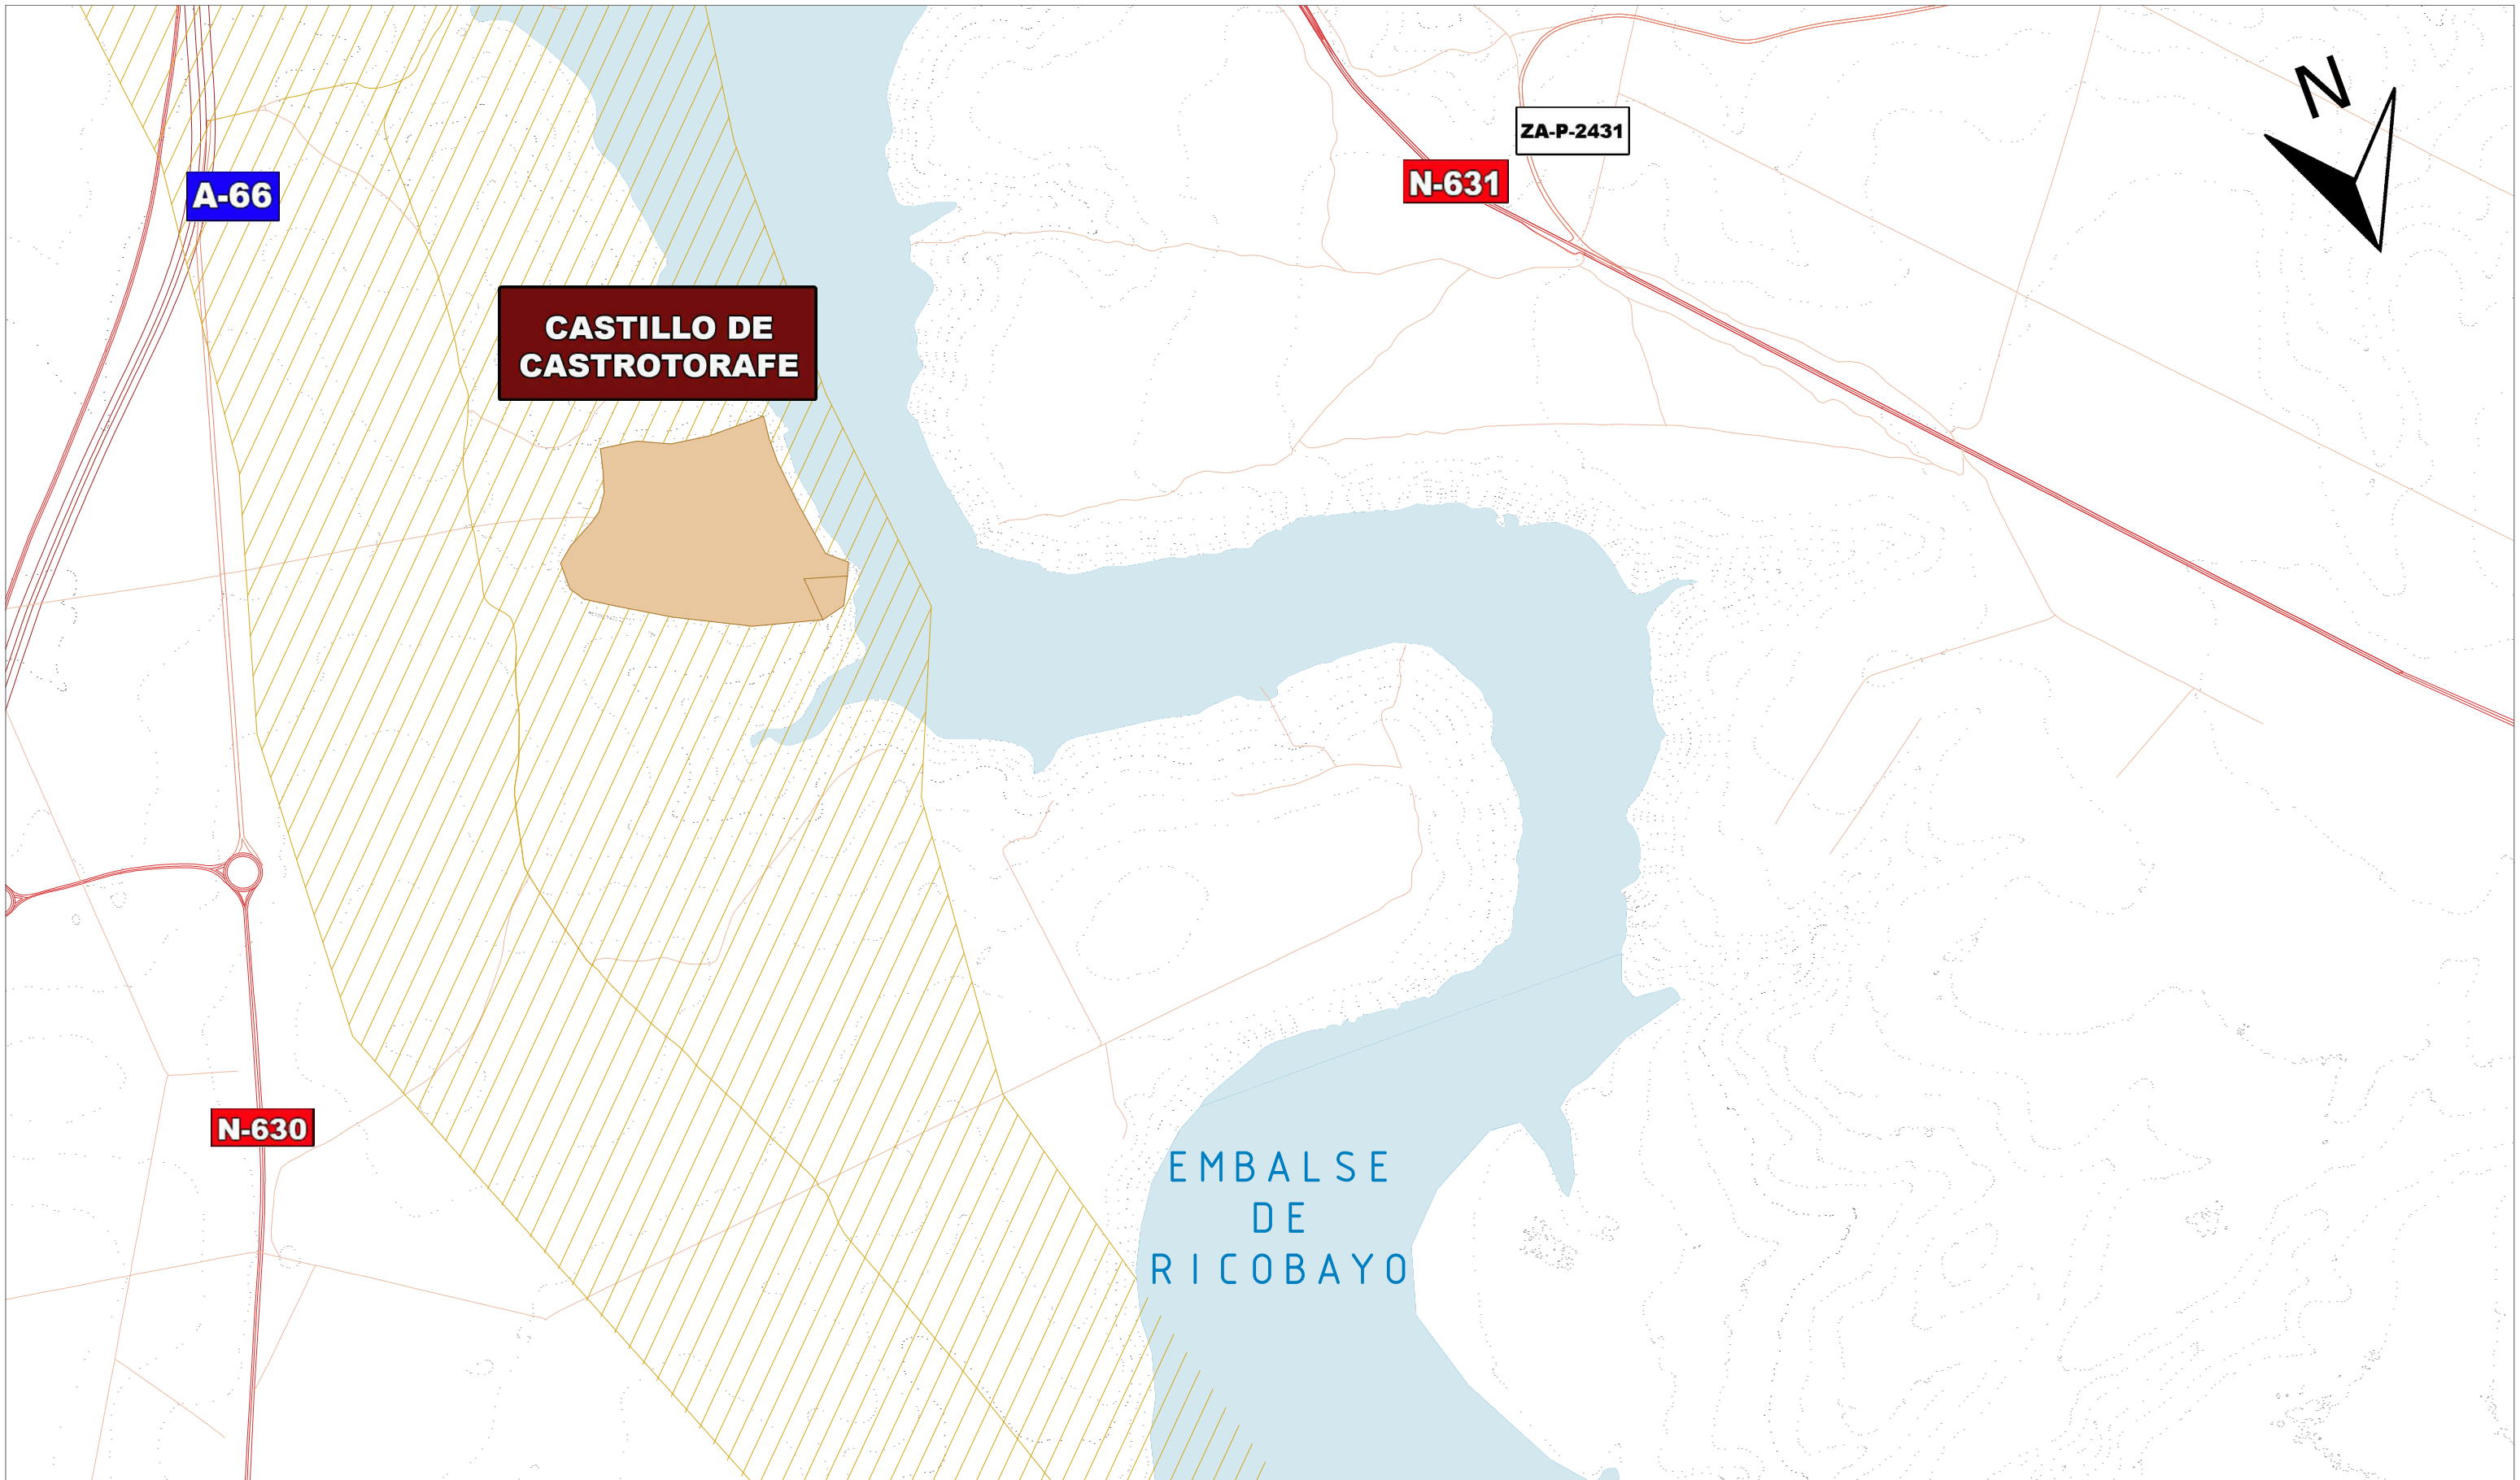 N
ZA-P-2431
N-631
A-66
CASTILLO DE
CASTROTORAFE
N-630
EMBALSE
DE
RICOBAYO